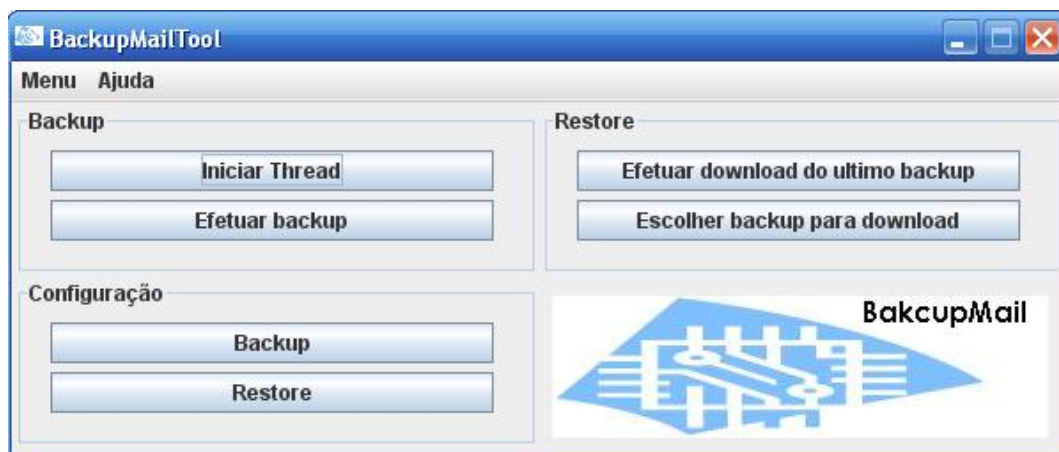 BackupMailTool
Menu Ajuda
Backup
Iniciar Thread
Efetuar backup
Restore
Efetuar download do ultimo backup
Escolher backup para download
Configuração
Backup
Restore
BakcupMail